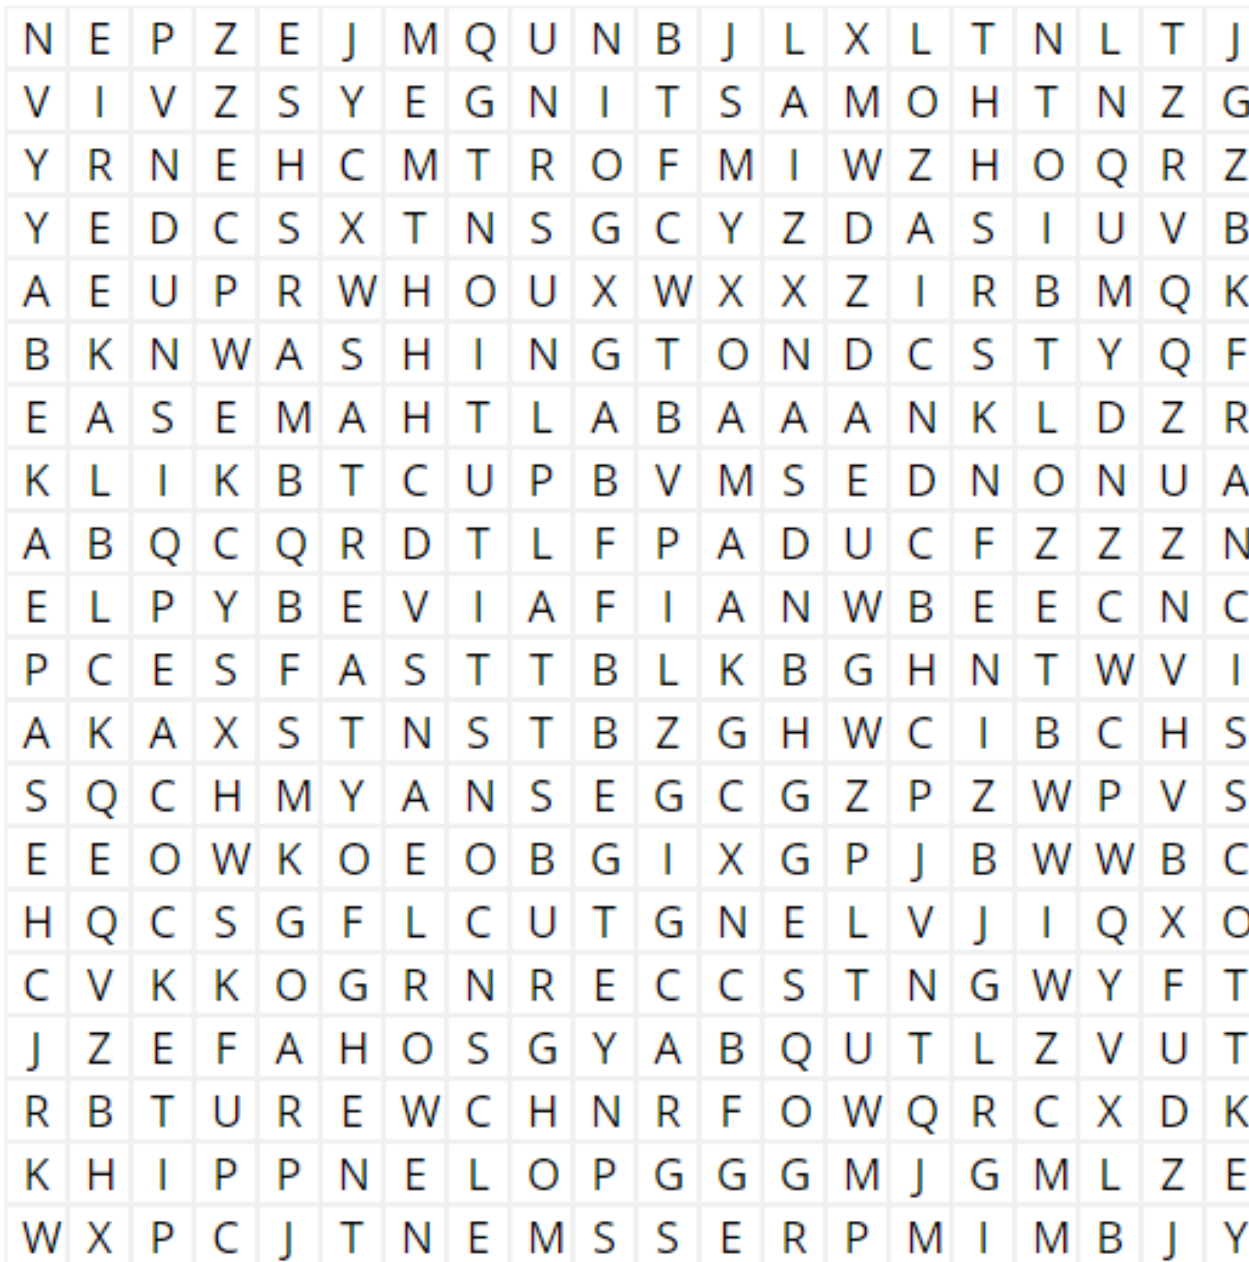 N E P Z E J M Q U N B J L X L T N L T J
V I V Z S Y E G N I T S A M O H T N Z G
Y R N E H C M T R O F M I W Z H O Q R Z
Y E D C S X T N S G C Y Z D A S I U V B
A E U P R W H O U X W X X Z I R B M Q K
B K N W A S H I N G T O N D C S T Y Q F
E A S E M A H T L A B A A A N K L D Z R
K L I K B T C U P B V M S E D N O N U A
A B Q C Q R D T L F P A D U C F Z Z Z N
E L P Y B E V I A F I A N W B E E C N C
P C E S F A S T T B L K B G H N T W V I
A K A X S T N S T B Z G H W C I B C H S
S Q C H M Y A N S E G C G Z P Z W P V S
E E O W K O E O B G I X G P J B W W B C
H Q C S G F L C U T G N E L V J I Q X O
C V K K O G R N R E C C S T N G W Y F T
J Z E F A H O S G Y A B Q U T L Z V U T
R B T U R E W C H N R F O W Q R C X D K
K H I P P N E L O P G G G M J G M L Z E
W X P C J T N E M S S E R P M I M B J Y